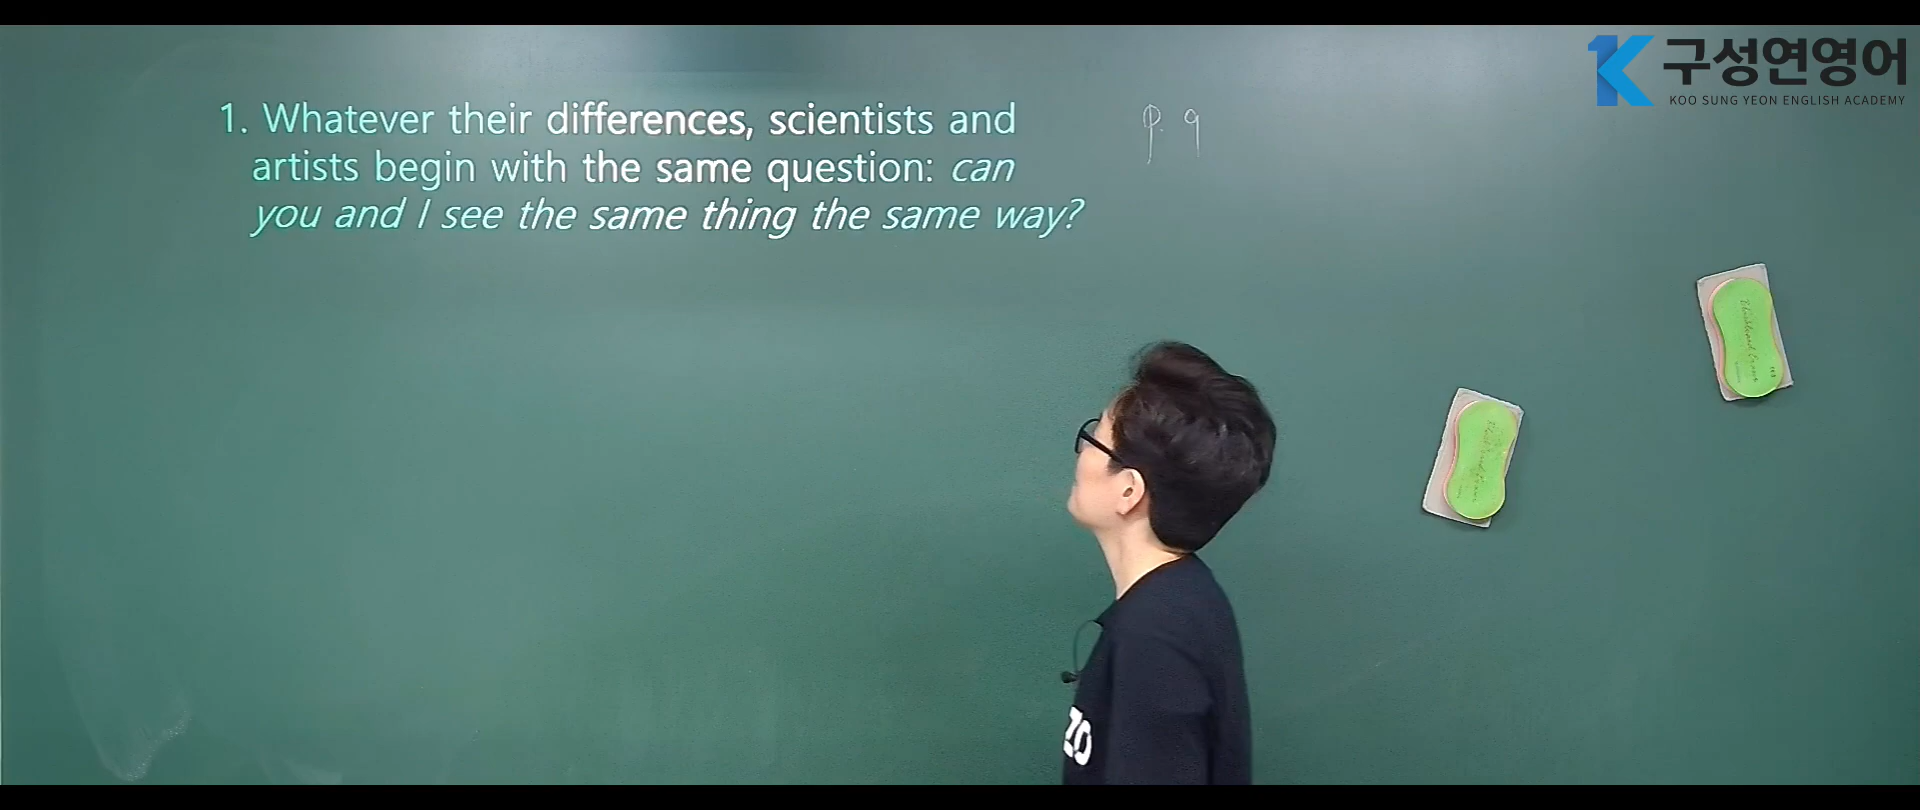 구성연영어
KOO SUNG YEON ENGLISH ACADEMY
1. Whatever their differences, scientists and
artists begin with the same question: can
you and I see the same thing the same way?
p. 9
ZO